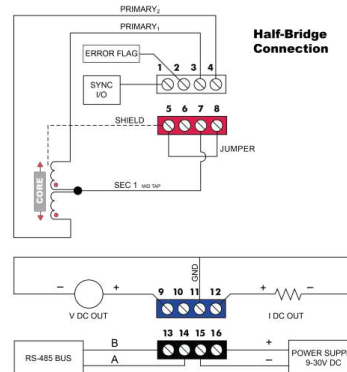 PRIMARY2
PRIMARY1
Half-Bridge
Connection
ERROR FLAG
1 2 3 4
SYNC
I/O
SHIELD
5 6 7 8
JUMPER
CORE
SEC 1 MID TAP
GND
- + 9 10 11 12 + -
V DC OUT
I DC OUT
13 14 15 16
B
A
RS-485 BUS
+
-
POWER SUPP
9-30V DC